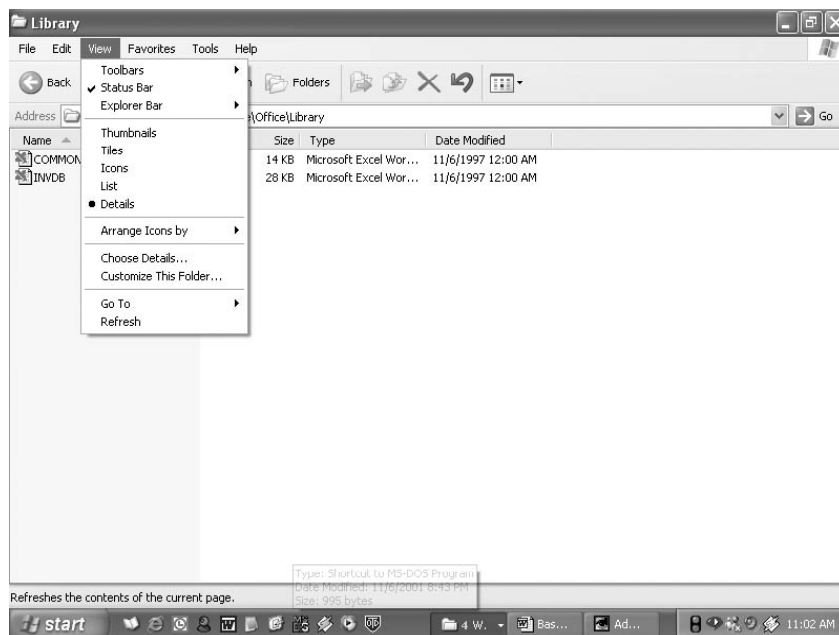 Library
File Edit View Favorites Tools Help
Back Folders
Address \Office\Library Go
Toolbars
Status Bar
Explorer Bar
Thumbnails
Tiles
Icons
List
Details
Arrange Icons by
Choose Details...
Customize This Folder...
Go To
Refresh
Name Size Type Date Modified
COMMON 14 KB Microsoft Excel Wor... 11/6/1997 12:00 AM
INVDB 28 KB Microsoft Excel Wor... 11/6/1997 12:00 AM
Type: Shortcut to MS-DOS Program
Date Modified: 11/6/2001 8:43 PM
Size: 995 bytes
Refreshes the contents of the current page.
start 4 W. Bas... Ad... 11:02 AM